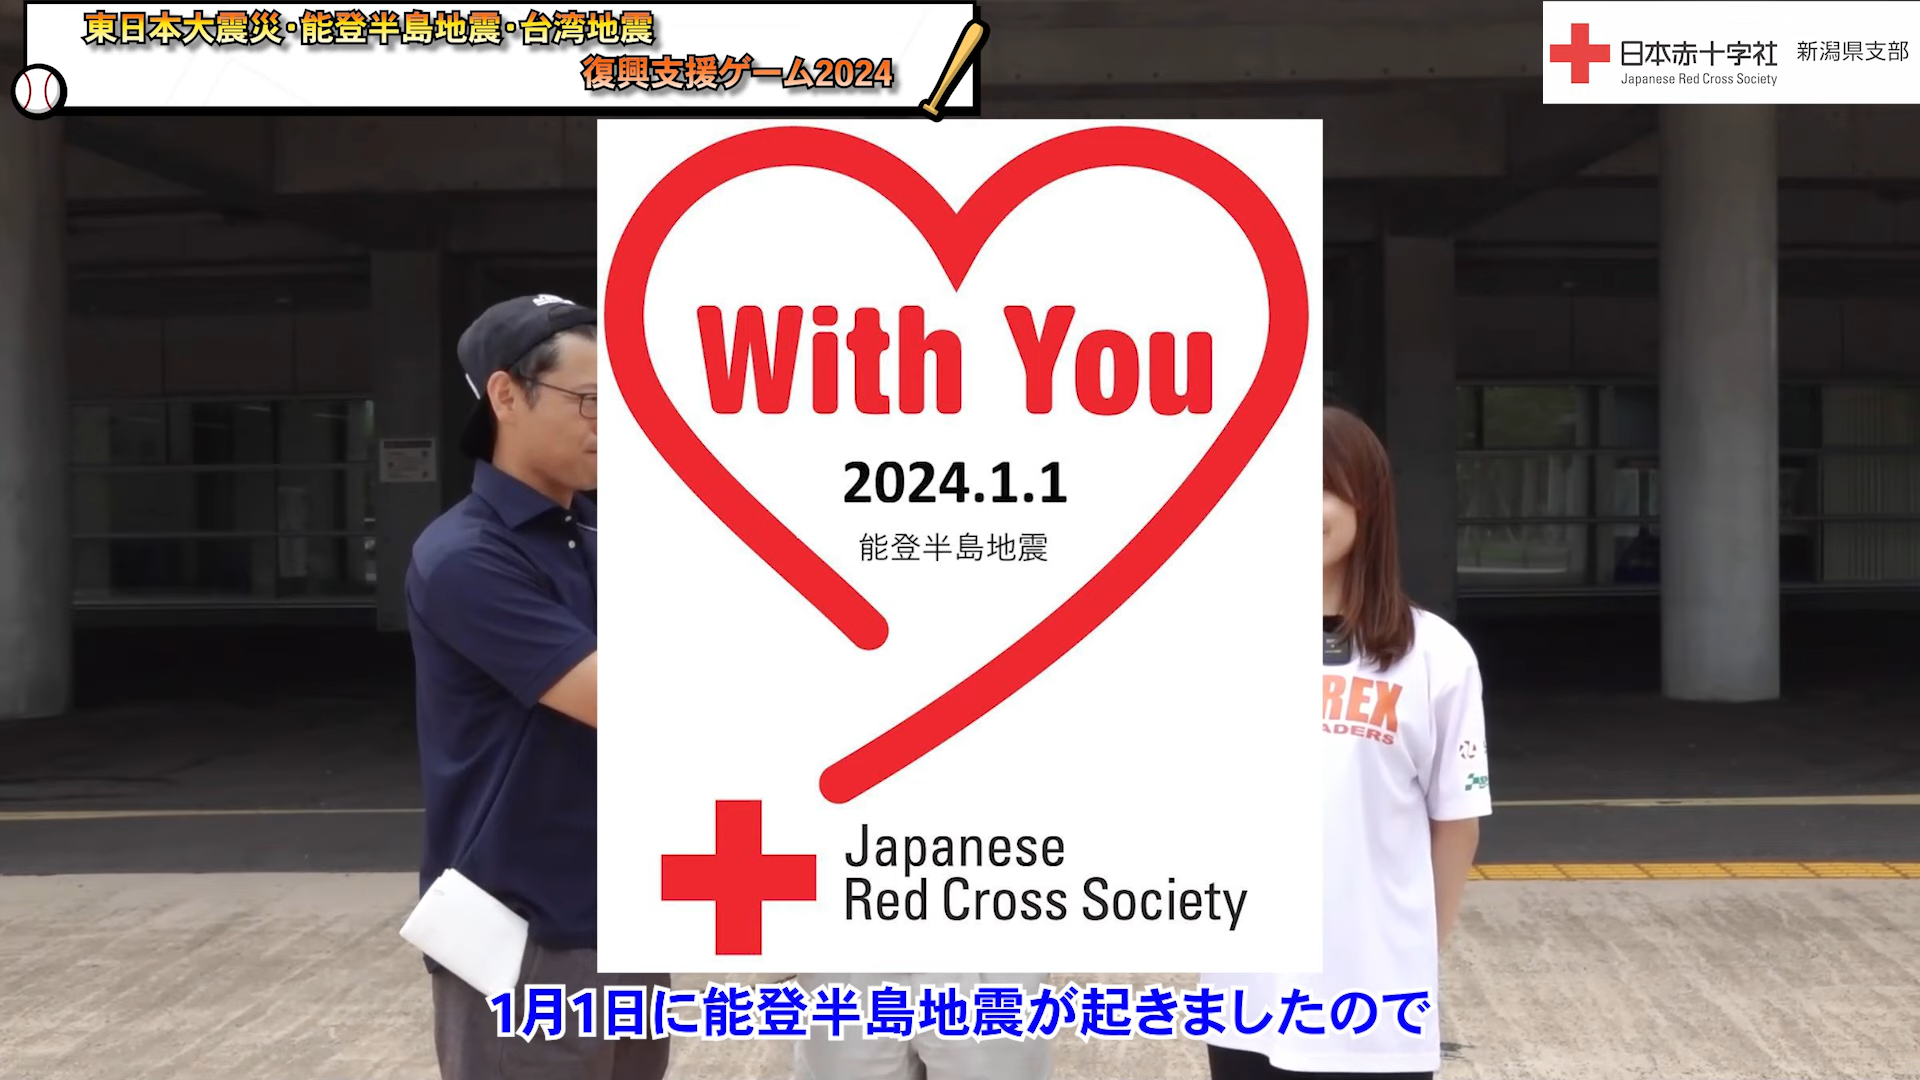 東日本大震災・能登半島地震・台湾地震
復興支援ゲーム2024
日本赤十字社 新潟県支部
Japanese Red Cross Society
With You
2024.1.1
能登半島地震
REX
ADERS
Japanese
Red Cross Society
1月1日に能登半島地震が起きましたので